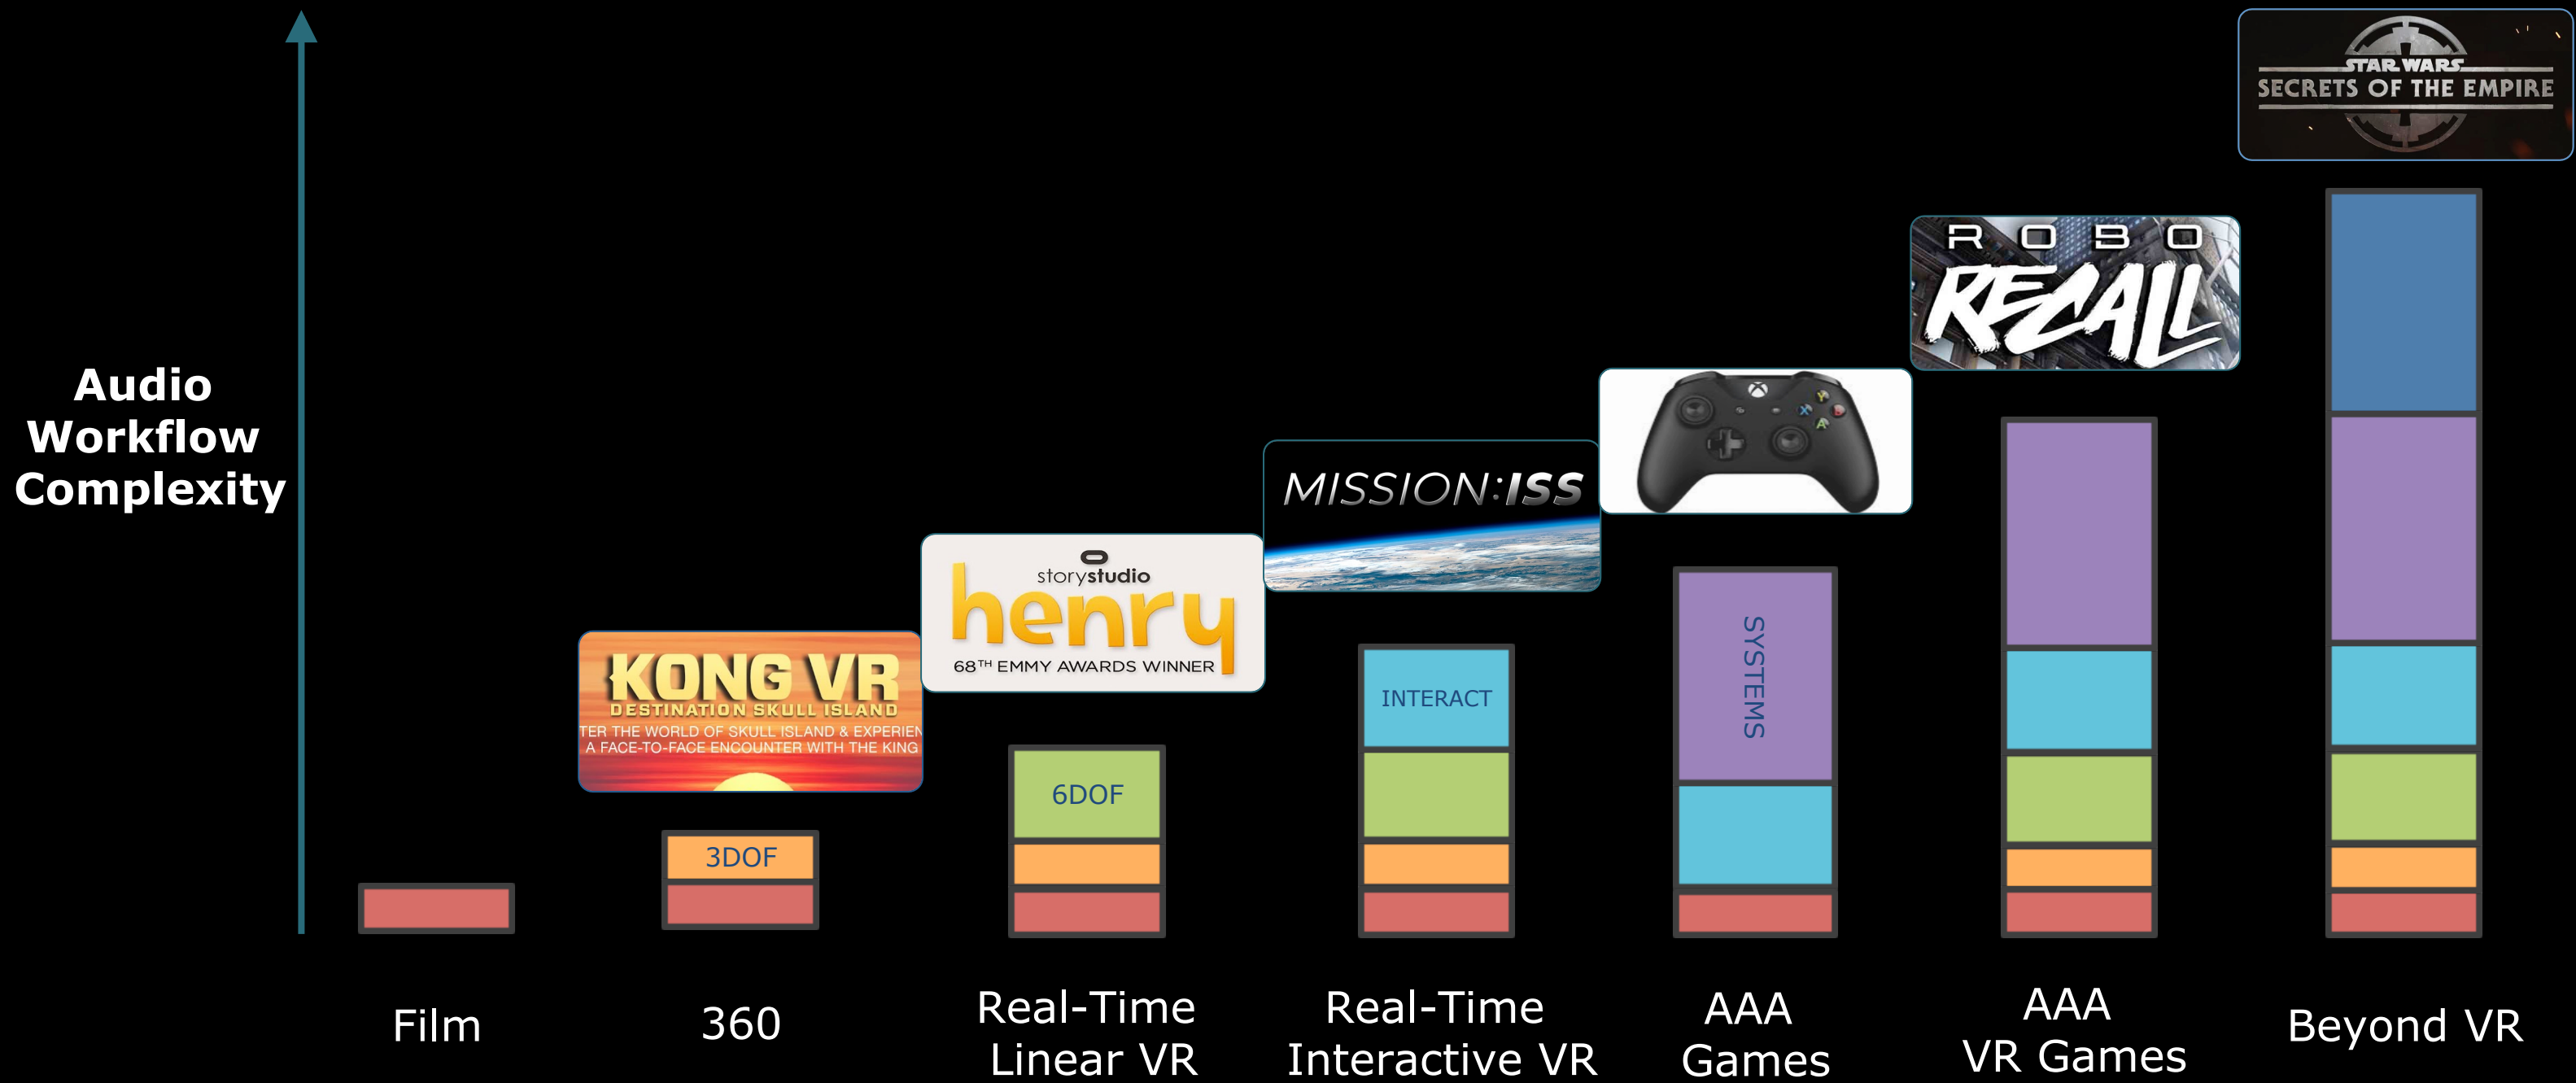 Audio
Workflow
Complexity
STAR WARS
SECRETS OF THE EMPIRE
ROBO
RECALL
Y
X
B
A
MISSION:ISS
storystudio
henry
68TH EMMY AWARDS WINNER
KONG VR
DESTINATION SKULL ISLAND
TER THE WORLD OF SKULL ISLAND & EXPERIEN
A FACE-TO-FACE ENCOUNTER WITH THE KING
3DOF
6DOF
INTERACT
SYSTEMS
Film
360
Real-Time
Linear VR
Real-Time
Interactive VR
AAA
Games
AAA
VR Games
Beyond VR